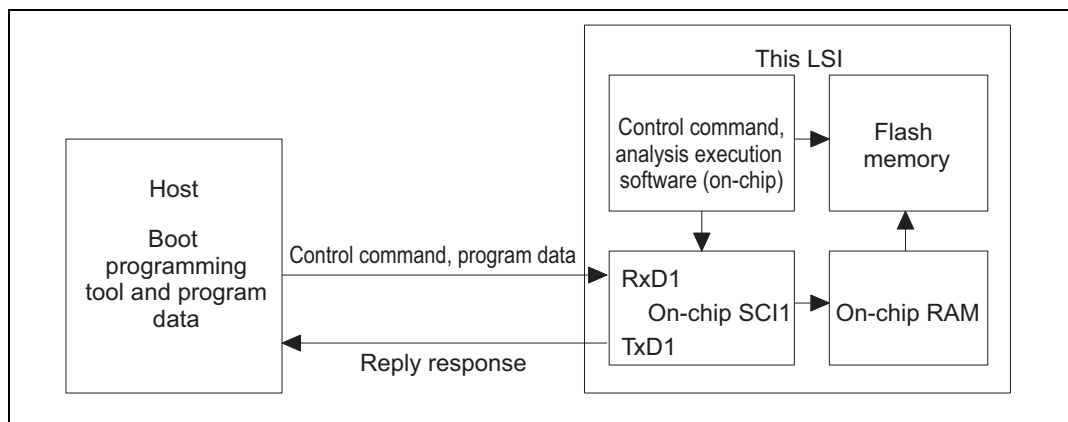 This LSI
Host
Boot
programming
tool and program
data
Control command, program data
Reply response
Control command,
analysis execution
software (on-chip)
Flash
memory
RxD1
On-chip SCI1
TxD1
On-chip RAM